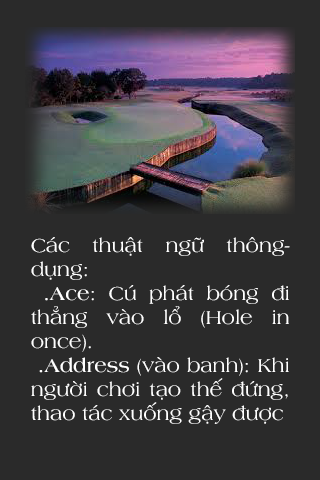 Các thuật ngữ thông-
dụng:
.Ace: Cú phát bóng đi
thẳng vào lổ (Hole in
once).
.Address (vào banh): Khi
người chơi tạo thế đứng,
thao tác xuống gậy được